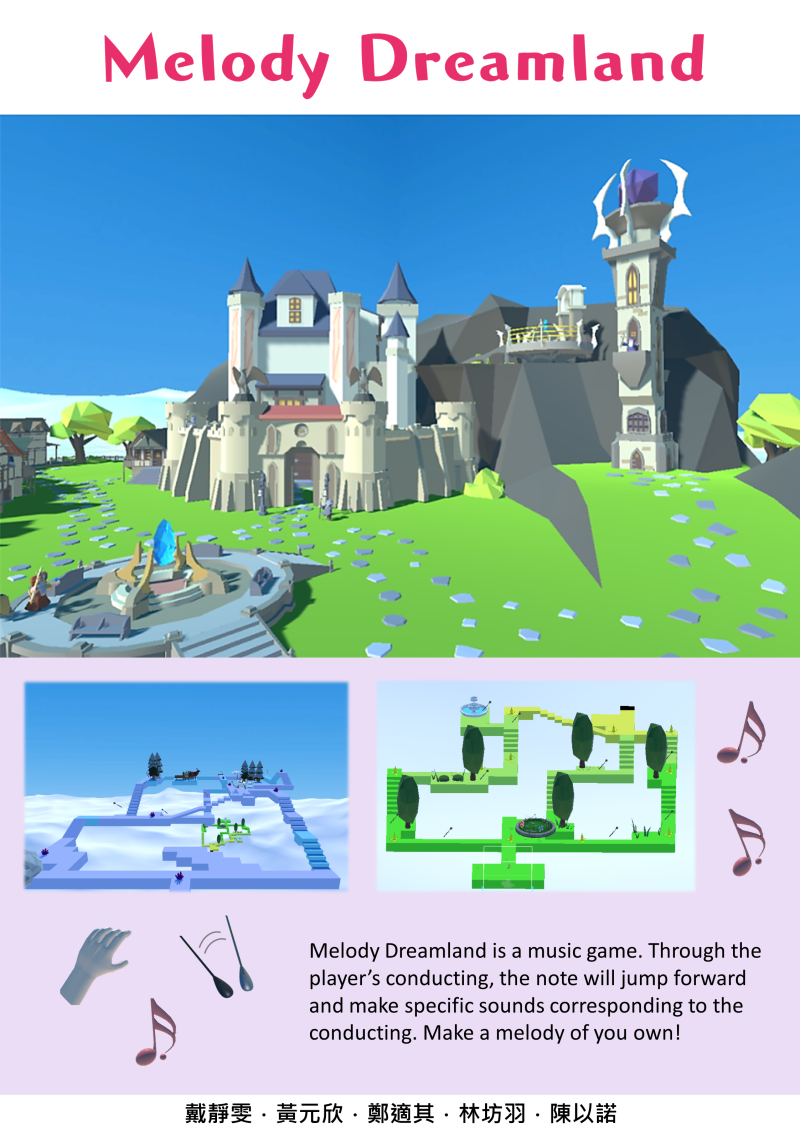 Melody Dreamland
Melody Dreamland is a music game. Through the
player’s conducting, the note will jump forward
and make specific sounds corresponding to the
conducting. Make a melody of you own!
戴靜雯．黃元欣．鄭適其．林坊羽．陳以諾